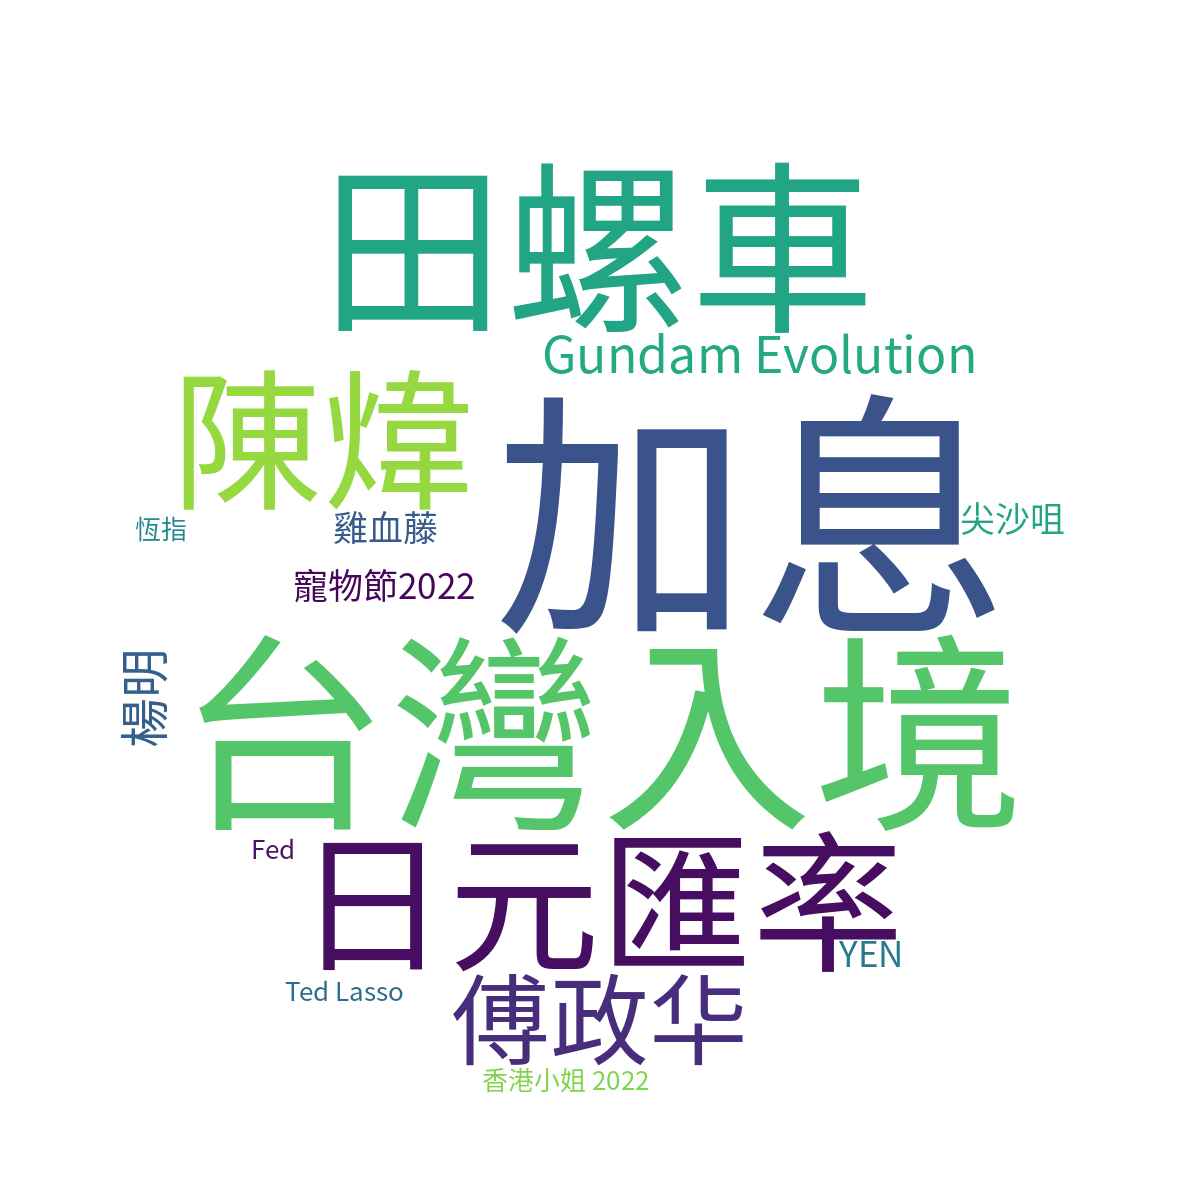 田螺車
Gundam Evolution
陳煒
加息
恆指
雞血藤
尖沙咀
寵物節2022
楊明
台灣入境
Fed
日元匯率
YEN
Ted Lasso
傅政华
香港小姐 2022